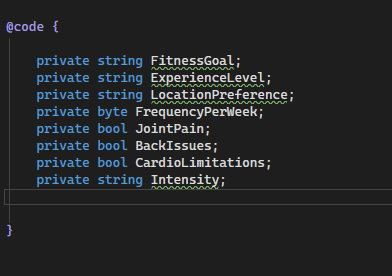 @code {
private string FitnessGoal;
private string ExperienceLevel;
private string LocationPreference;
private byte FrequencyPerWeek;
private bool JointPain;
private bool BackIssues;
private bool CardioLimitations;
private string Intensity;
}